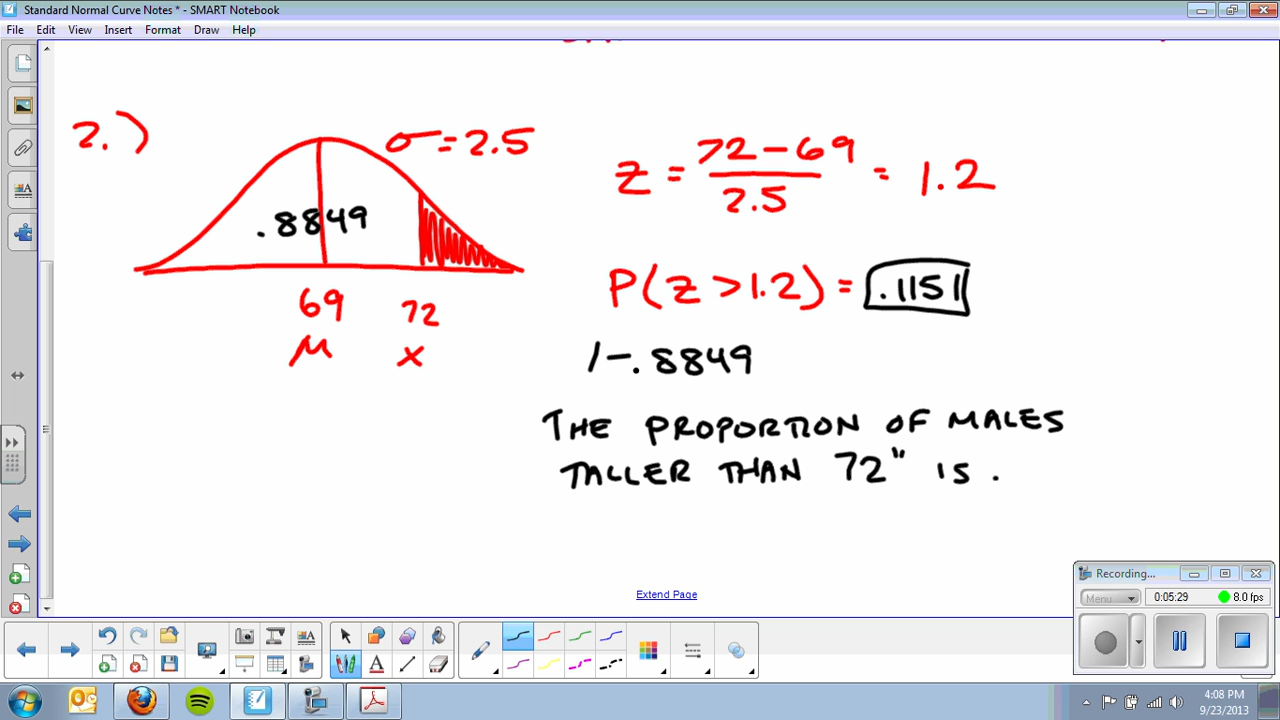 Standard Normal Curve Notes * - SMART Notebook
File Edit View Insert Format Draw Help
2.)
σ = 2.5
.8849
69 72
μ x
z = 72 - 69 / 2.5 = 1.2
P(z > 1.2) = .1151
1 - .8849
THE PROPORTION OF MALES
TALLER THAN 72" IS .
Extend Page
Recording...
Menu 0:05:29 8.0 fps
4:08 PM
9/23/2013